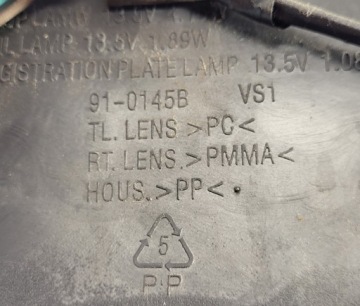 LAMP 13.5V 1.89W
GISTRATION PLATE LAMP 13.5V 1.08
91-0145B VS1
TL. LENS >PC<
RT. LENS. >PMMA<
HOUS. >PP<
5
PP